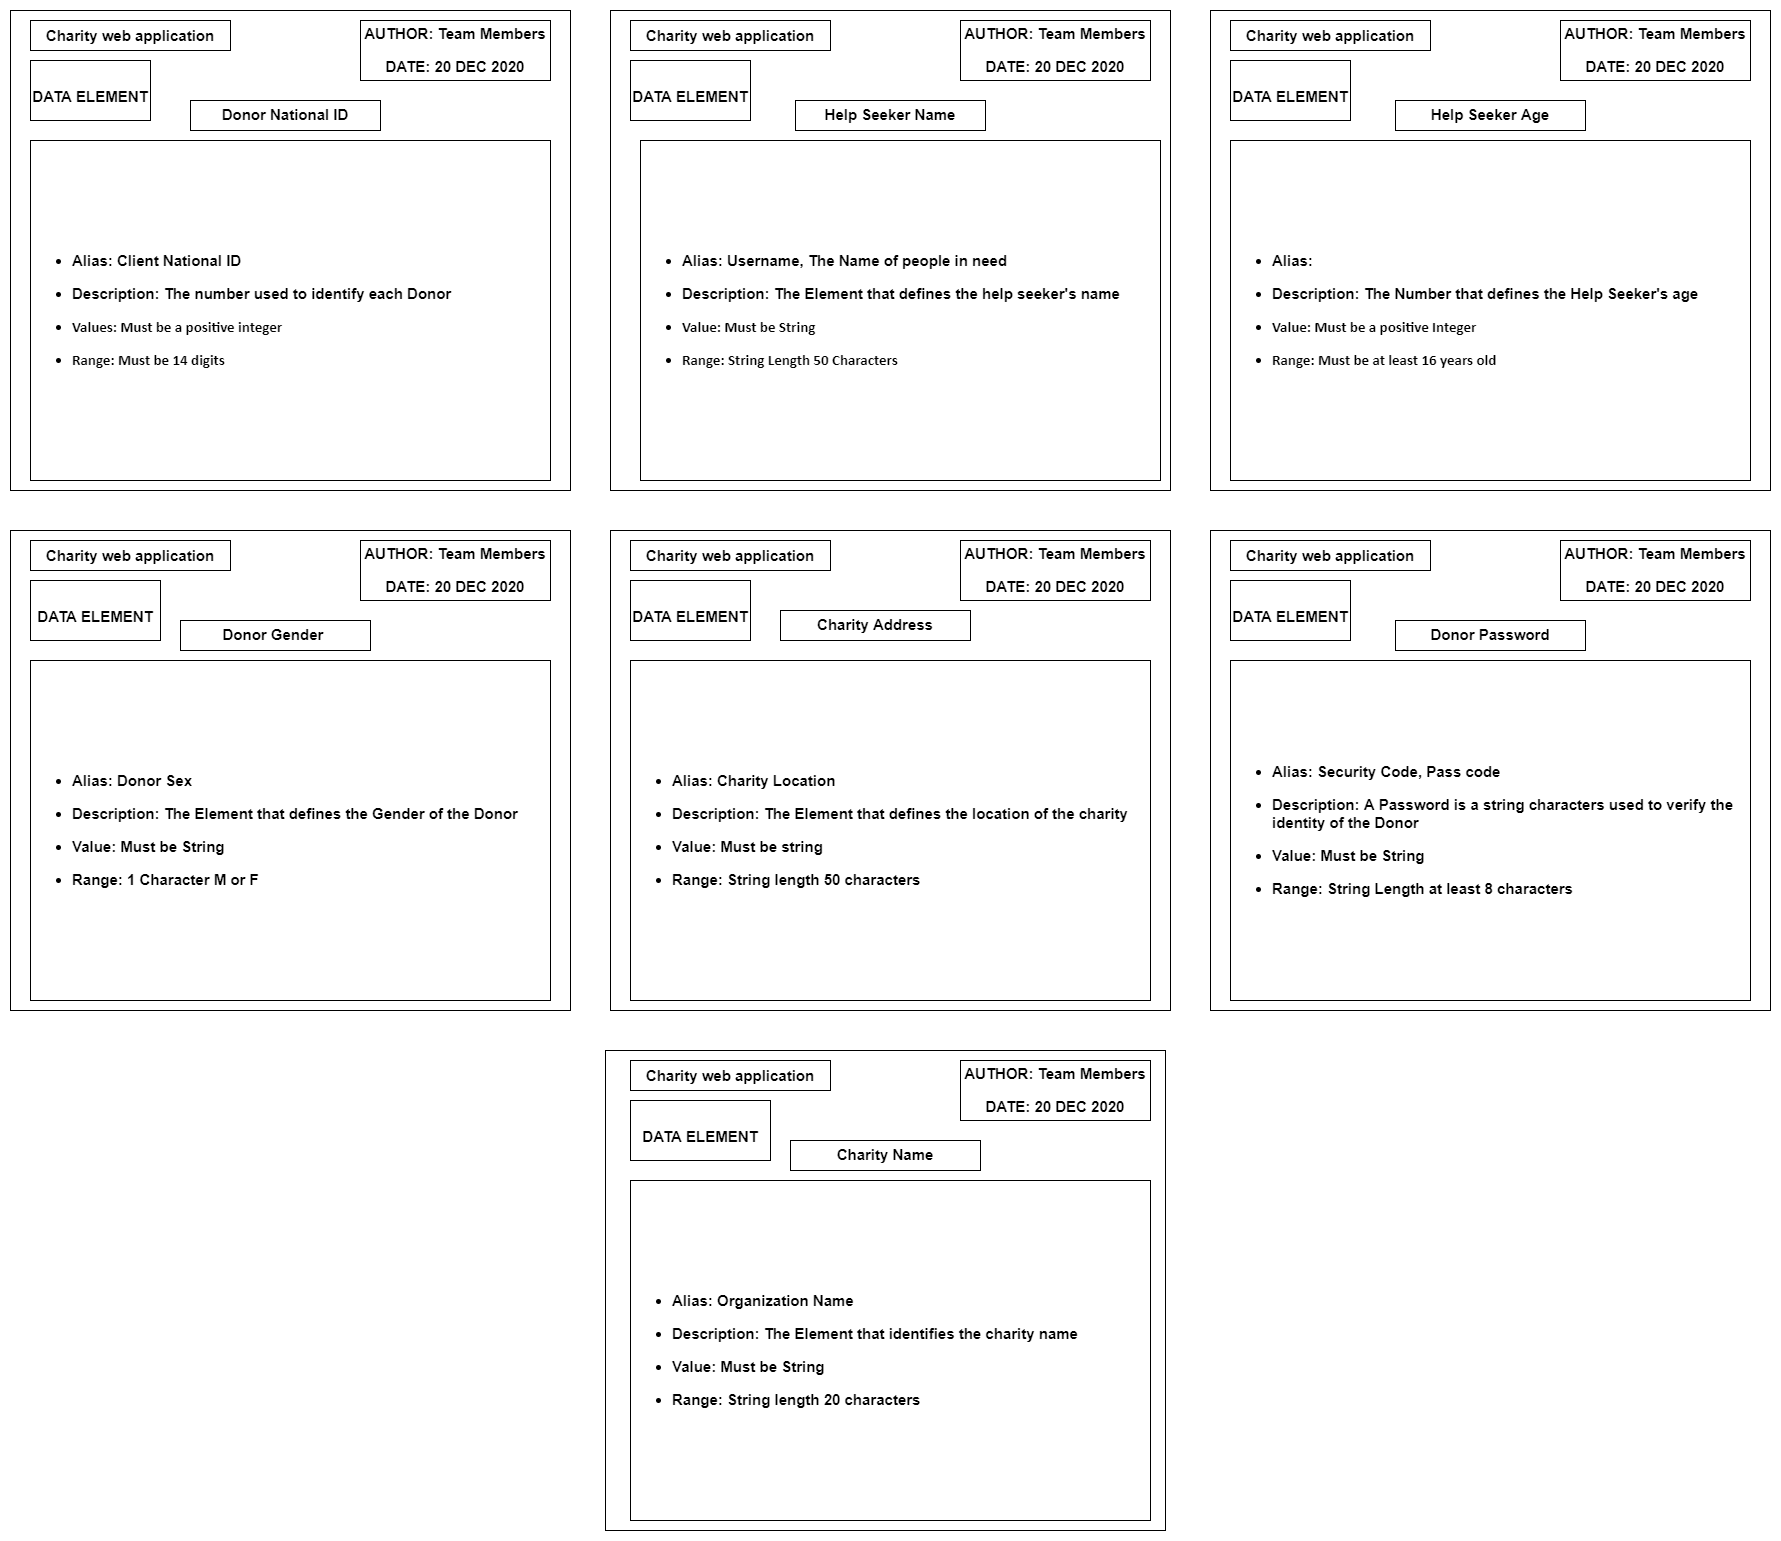 Charity web application
AUTHOR: Team Members
DATE: 20 DEC 2020
DATA ELEMENT
Donor National ID
Alias: Client National ID
Description: The number used to identify each Donor
Values: Must be a positive integer
Range: Must be 14 digits
Charity web application
AUTHOR: Team Members
DATE: 20 DEC 2020
DATA ELEMENT
Help Seeker Name
Alias: Username, The Name of people in need
Description: The Element that defines the help seeker's name
Value: Must be String
Range: String Length 50 Characters
Charity web application
AUTHOR: Team Members
DATE: 20 DEC 2020
DATA ELEMENT
Help Seeker Age
Alias:
Description: The Number that defines the Help Seeker's age
Value: Must be a positive Integer
Range: Must be at least 16 years old
Charity web application
AUTHOR: Team Members
DATE: 20 DEC 2020
DATA ELEMENT
Donor Gender
Alias: Donor Sex
Description: The Element that defines the Gender of the Donor
Value: Must be String
Range: 1 Character M or F
Charity web application
AUTHOR: Team Members
DATE: 20 DEC 2020
DATA ELEMENT
Charity Address
Alias: Charity Location
Description: The Element that defines the location of the charity
Value: Must be string
Range: String length 50 characters
Charity web application
AUTHOR: Team Members
DATE: 20 DEC 2020
DATA ELEMENT
Donor Password
Alias: Security Code, Pass code
Description: A Password is a string characters used to verify the
identity of the Donor
Value: Must be String
Range: String Length at least 8 characters
Charity web application
AUTHOR: Team Members
DATE: 20 DEC 2020
DATA ELEMENT
Charity Name
Alias: Organization Name
Description: The Element that identifies the charity name
Value: Must be String
Range: String length 20 characters